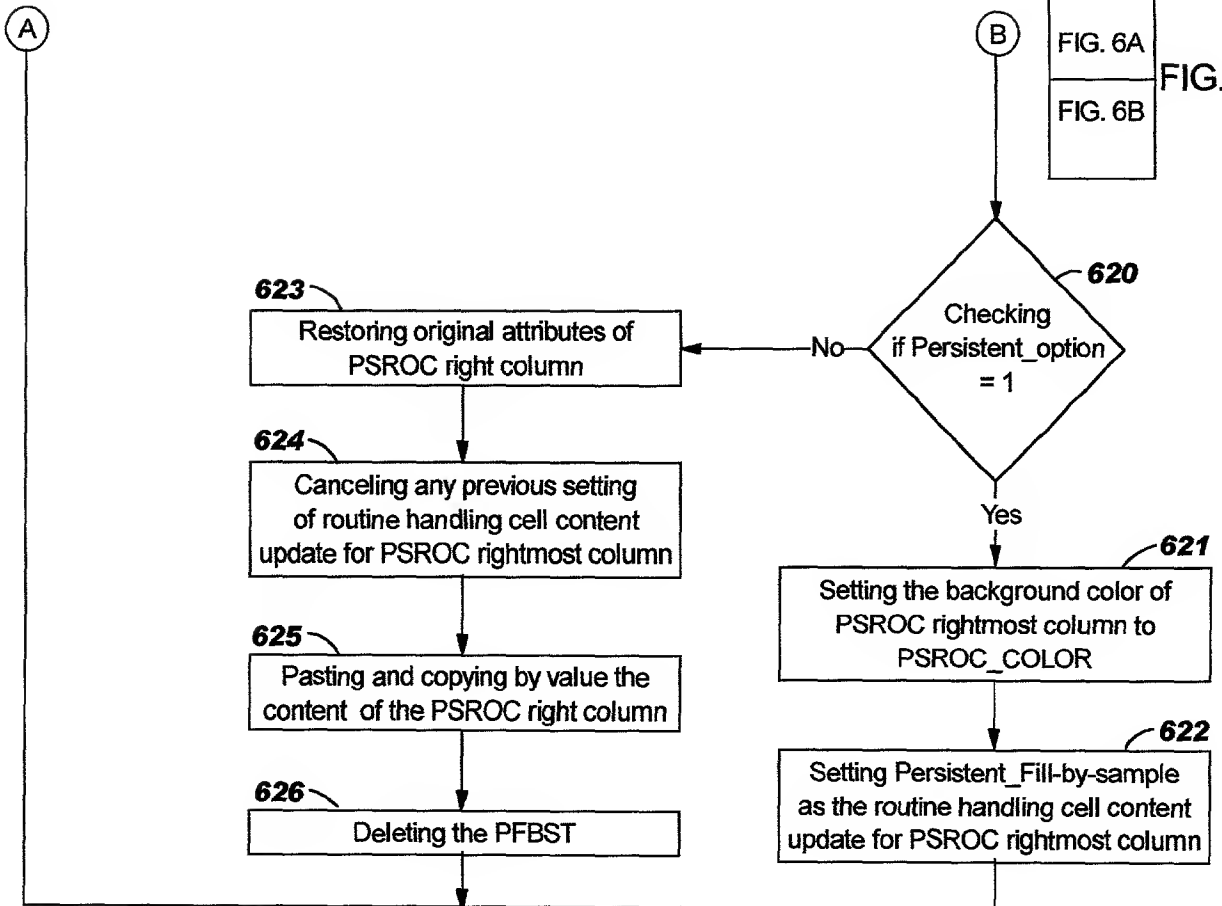 A
B
FIG. 6A
FIG. 6B
FIG.
620
Checking
if Persistent_option
= 1
No
Yes
623
Restoring original attributes of
PSROC right column
624
Canceling any previous setting
of routine handling cell content
update for PSROC rightmost column
625
Pasting and copying by value the
content of the PSROC right column
626
Deleting the PFBST
621
Setting the background color of
PSROC rightmost column to
PSROC_COLOR
622
Setting Persistent_Fill-by-sample
as the routine handling cell content
update for PSROC rightmost column